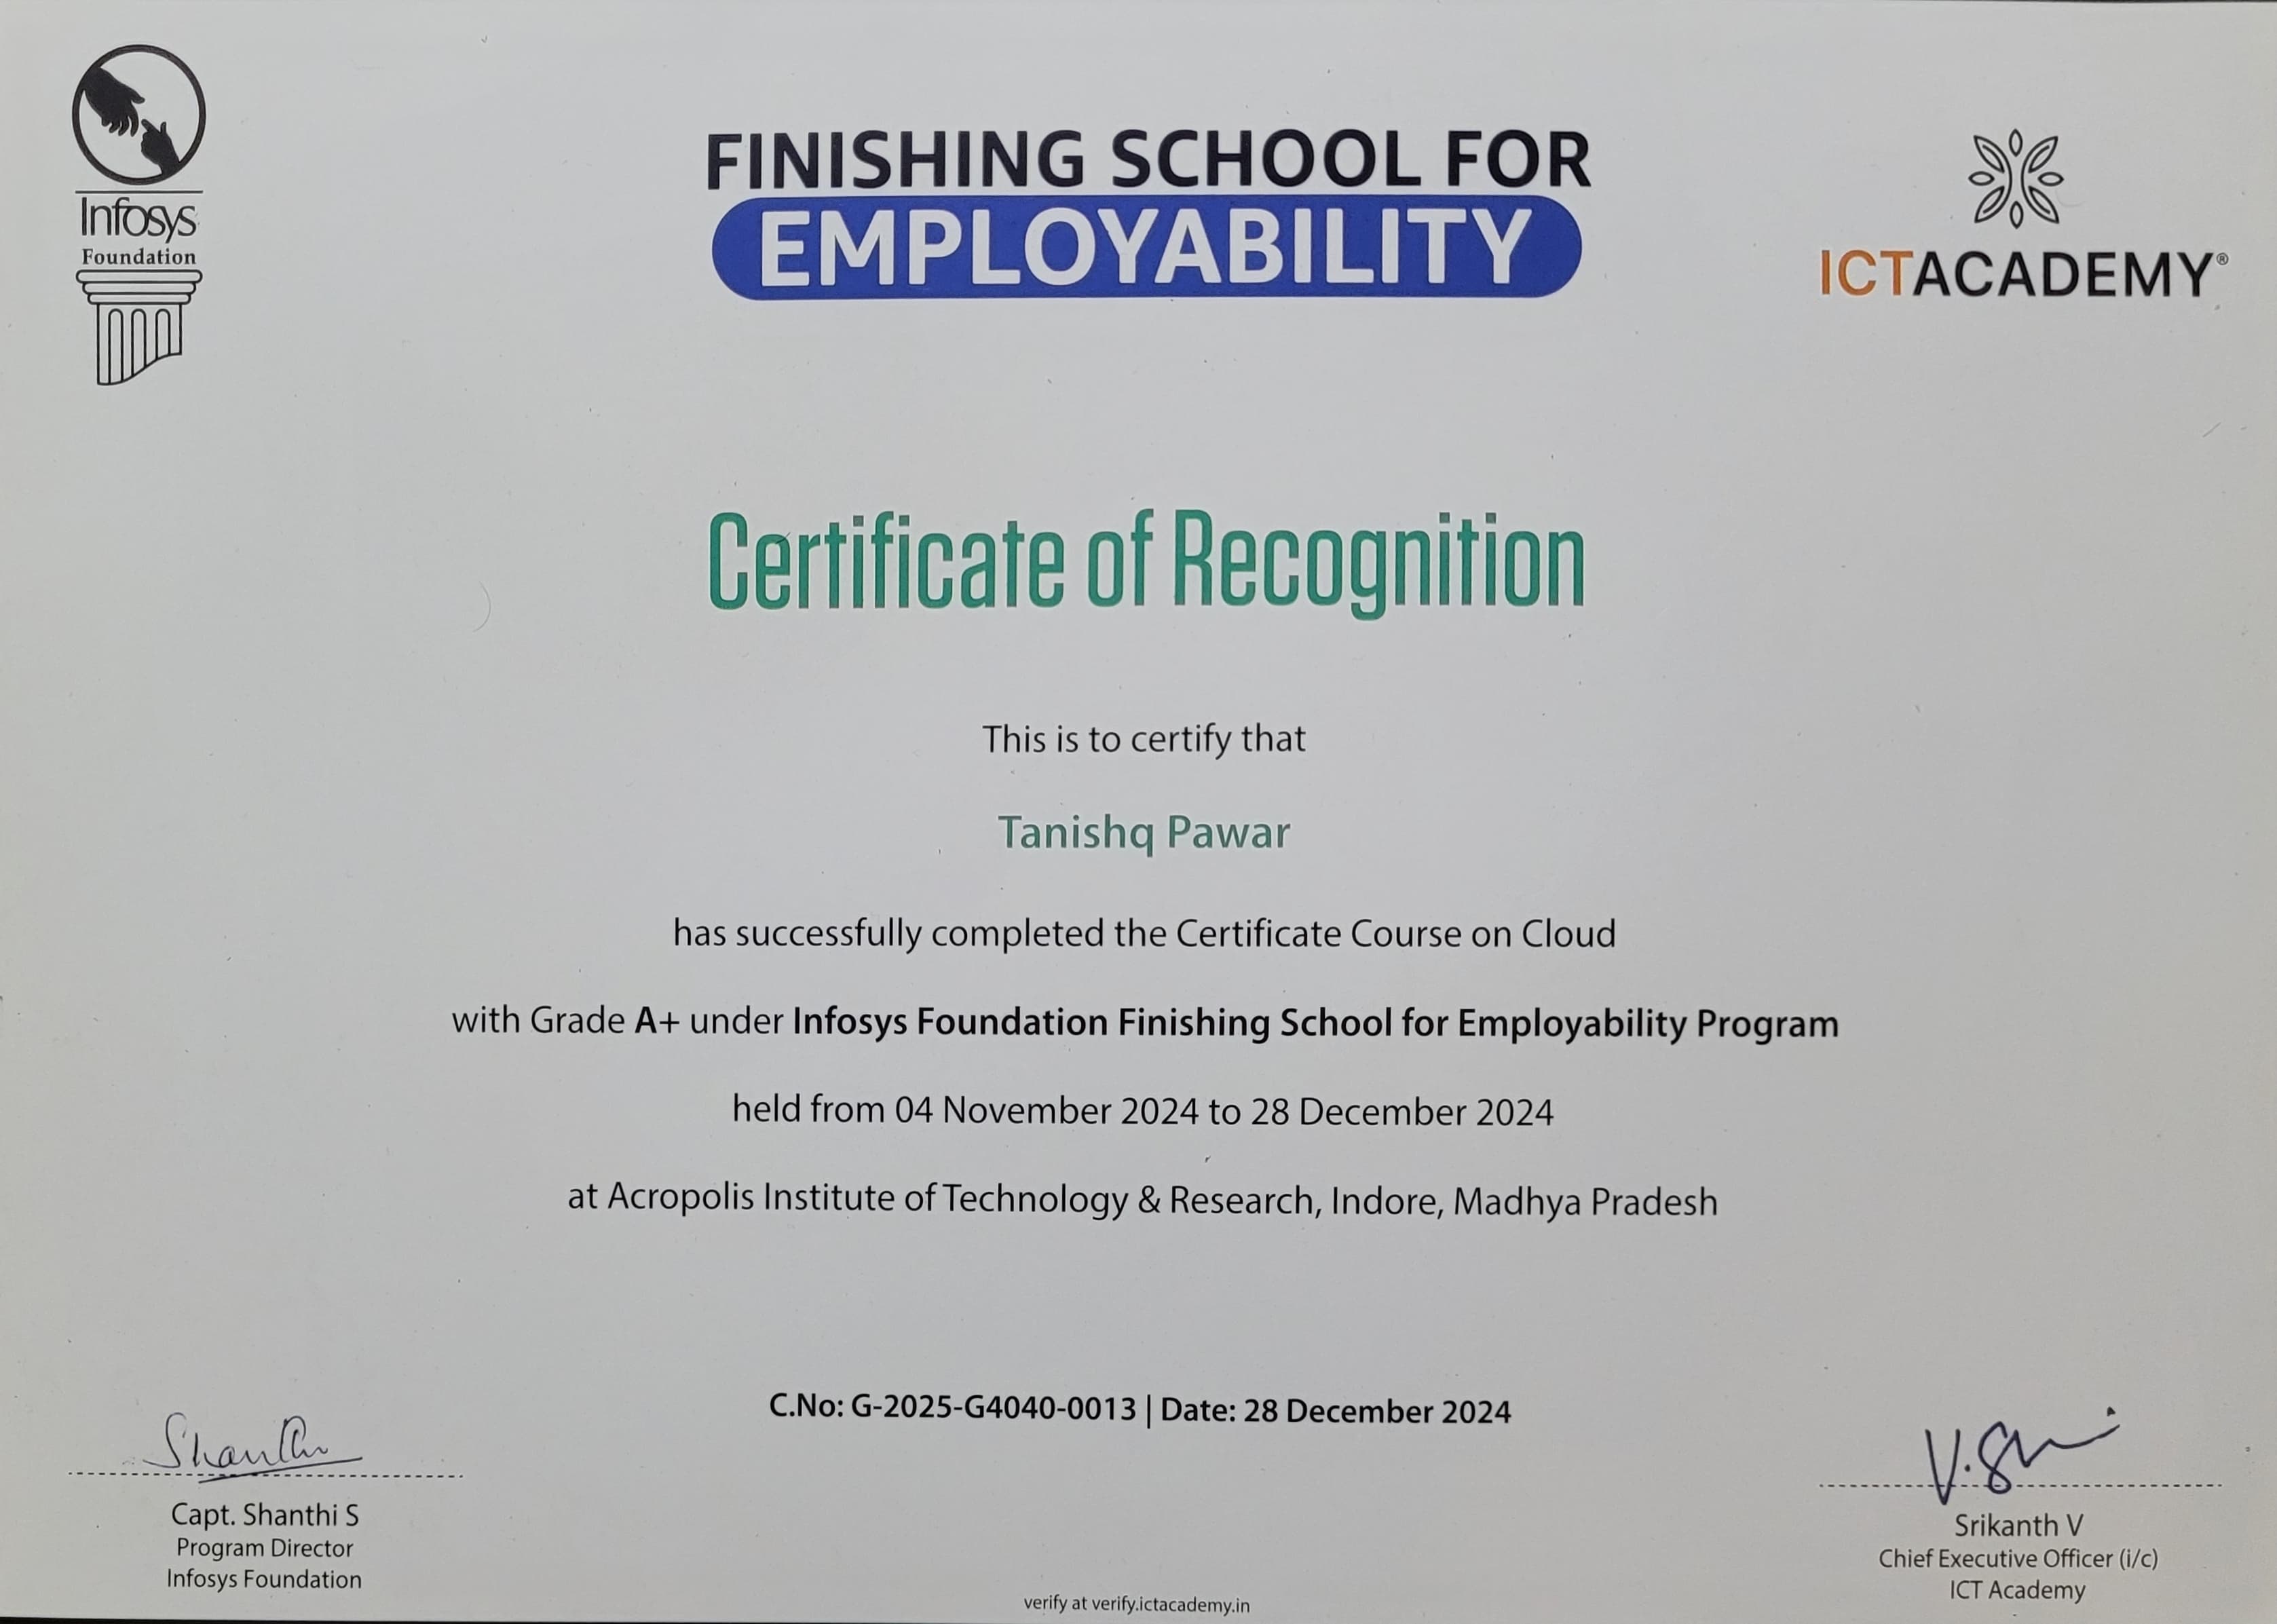 Infosys
Foundation
FINISHING SCHOOL FOR
EMPLOYABILITY
ICTACADEMY®
Certificate of Recognition
This is to certify that
Tanishq Pawar
has successfully completed the Certificate Course on Cloud
with Grade A+ under Infosys Foundation Finishing School for Employability Program
held from 04 November 2024 to 28 December 2024
at Acropolis Institute of Technology & Research, Indore, Madhya Pradesh
C.No: G-2025-G4040-0013 | Date: 28 December 2024
Shanthi
Capt. Shanthi S
Program Director
Infosys Foundation
V.S
Srikanth V
Chief Executive Officer (i/c)
ICT Academy
verify at verify.ictacademy.in